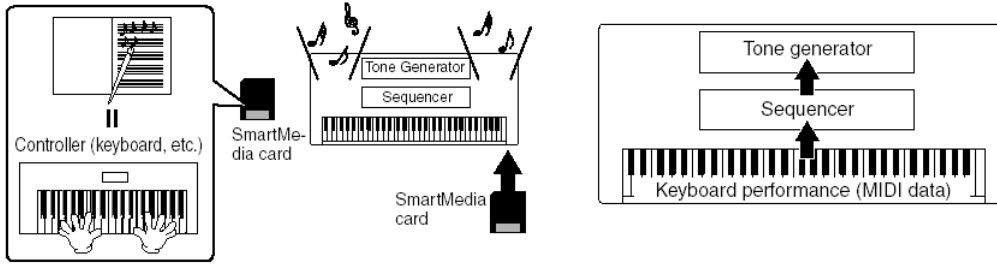 Controller (keyboard, etc.)
SmartMe-
dia card
Tone Generator
Sequencer
SmartMedia
card
Tone generator
Sequencer
Keyboard performance (MIDI data)